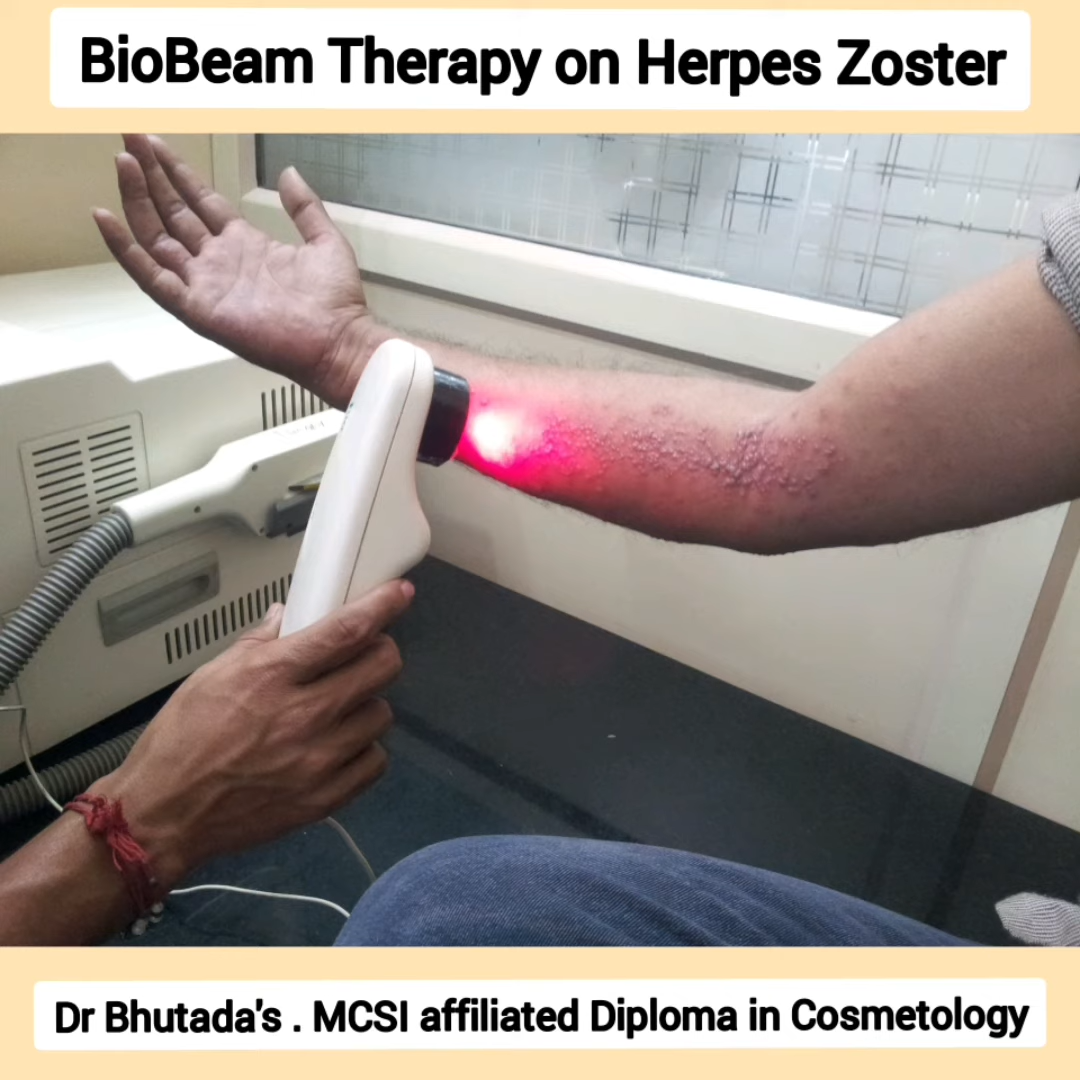 BioBeam Therapy on Herpes Zoster
Dr Bhutada's . MCSI affiliated Diploma in Cosmetology